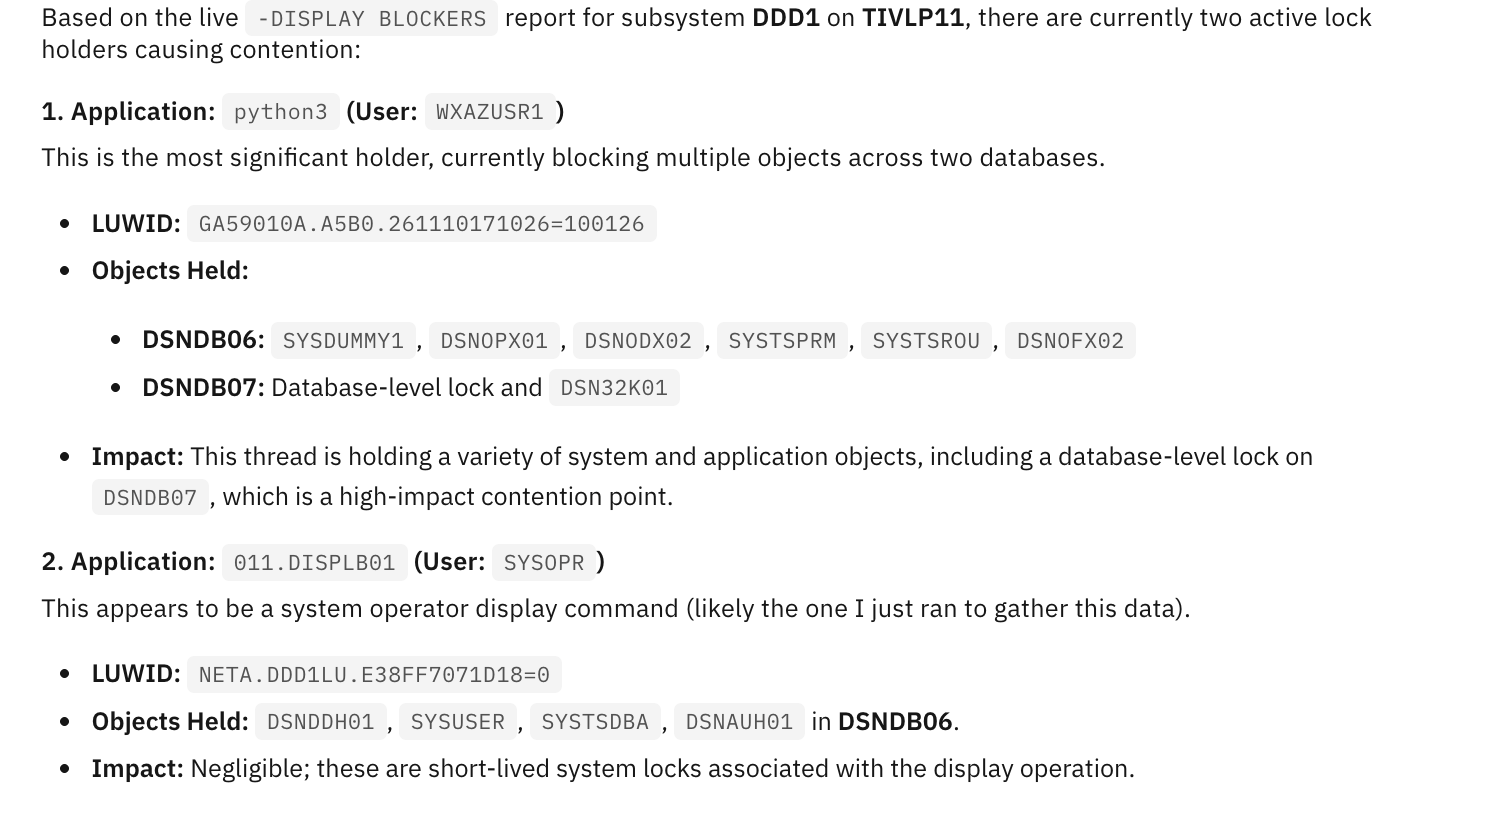 Based on the live -DISPLAY BLOCKERS report for subsystem DDD1 on TIVLP11, there are currently two active lock
holders causing contention:
1. Application: python3 (User: WXAZUSR1)
This is the most significant holder, currently blocking multiple objects across two databases.
• LUWID: GA59010A.A5B0.261110171026=100126
• Objects Held:
• DSNDB06: SYSDUMMY1, DSNOPX01, DSNODX02, SYSTSPRM, SYSTSROU, DSNOFX02
• DSNDB07: Database-level lock and DSN32K01
• Impact: This thread is holding a variety of system and application objects, including a database-level lock on
DSNDB07, which is a high-impact contention point.
2. Application: 011.DISPLB01 (User: SYSOPR)
This appears to be a system operator display command (likely the one I just ran to gather this data).
• LUWID: NETA.DDD1LU.E38FF7071D18=0
• Objects Held: DSNDDH01, SYSUSER, SYSTSDBA, DSNAUH01 in DSNDB06.
• Impact: Negligible; these are short-lived system locks associated with the display operation.